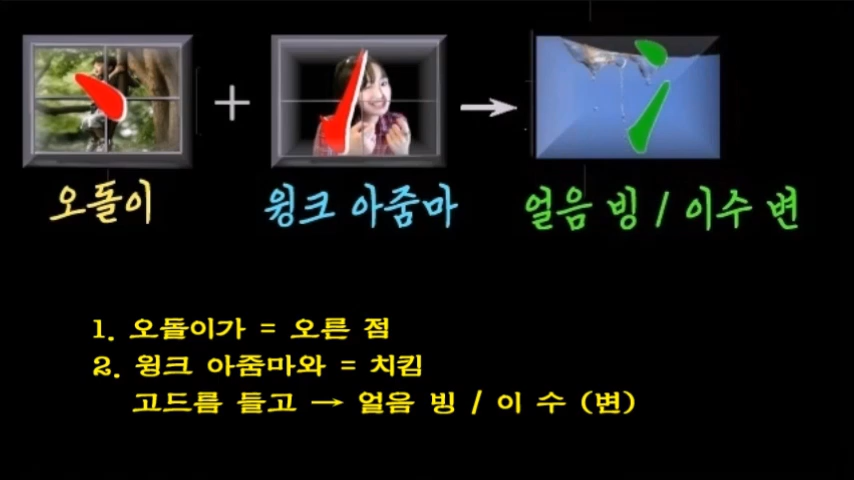 오돌이
윙크 아줌마
얼음 빙 / 이수 변
1. 오돌이가 = 오른 점
2. 윙크 아줌마와 = 치킴
고드름 들고 → 얼음 빙 / 이 수 (변)